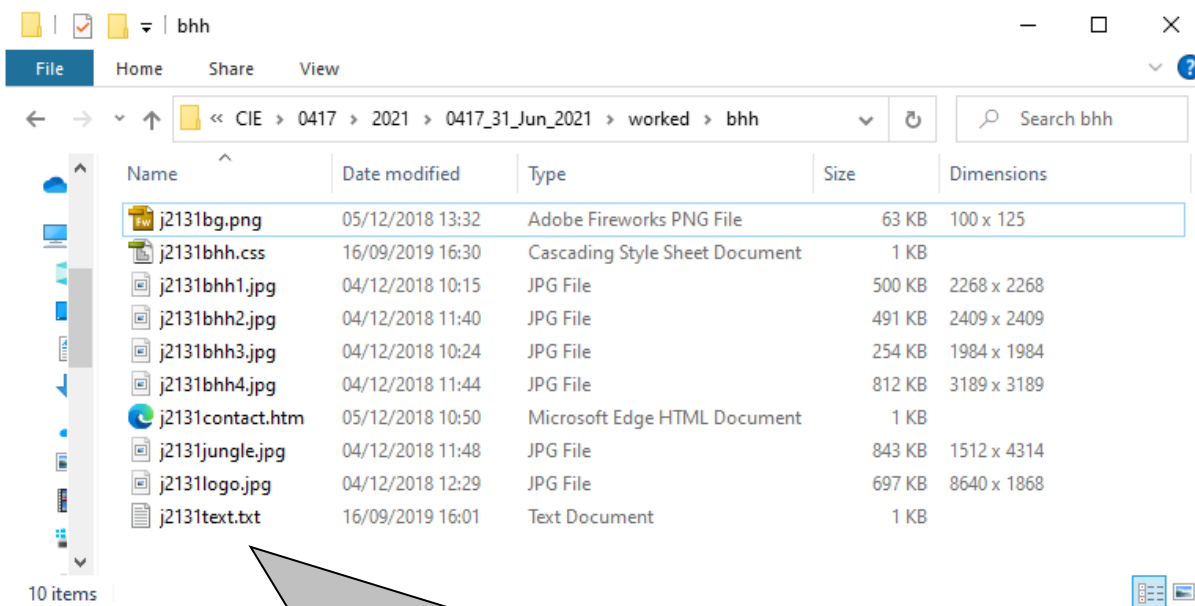 bhh
File Home Share View ?
« CIE > 0417 > 2021 > 0417_31_Jun_2021 > worked > bhh Search bhh
Name Date modified Type Size Dimensions
Fw j2131bg.png 05/12/2018 13:32 Adobe Fireworks PNG File 63 KB 100 x 125
j2131bhh.css 16/09/2019 16:30 Cascading Style Sheet Document 1 KB
j2131bhh1.jpg 04/12/2018 10:15 JPG File 500 KB 2268 x 2268
j2131bhh2.jpg 04/12/2018 11:40 JPG File 491 KB 2409 x 2409
j2131bhh3.jpg 04/12/2018 10:24 JPG File 254 KB 1984 x 1984
j2131bhh4.jpg 04/12/2018 11:44 JPG File 812 KB 3189 x 3189
j2131contact.htm 05/12/2018 10:50 Microsoft Edge HTML Document 1 KB
j2131jungle.jpg 04/12/2018 11:48 JPG File 843 KB 1512 x 4314
j2131logo.jpg 04/12/2018 12:29 JPG File 697 KB 8640 x 1868
j2131text.txt 16/09/2019 16:01 Text Document 1 KB
10 items